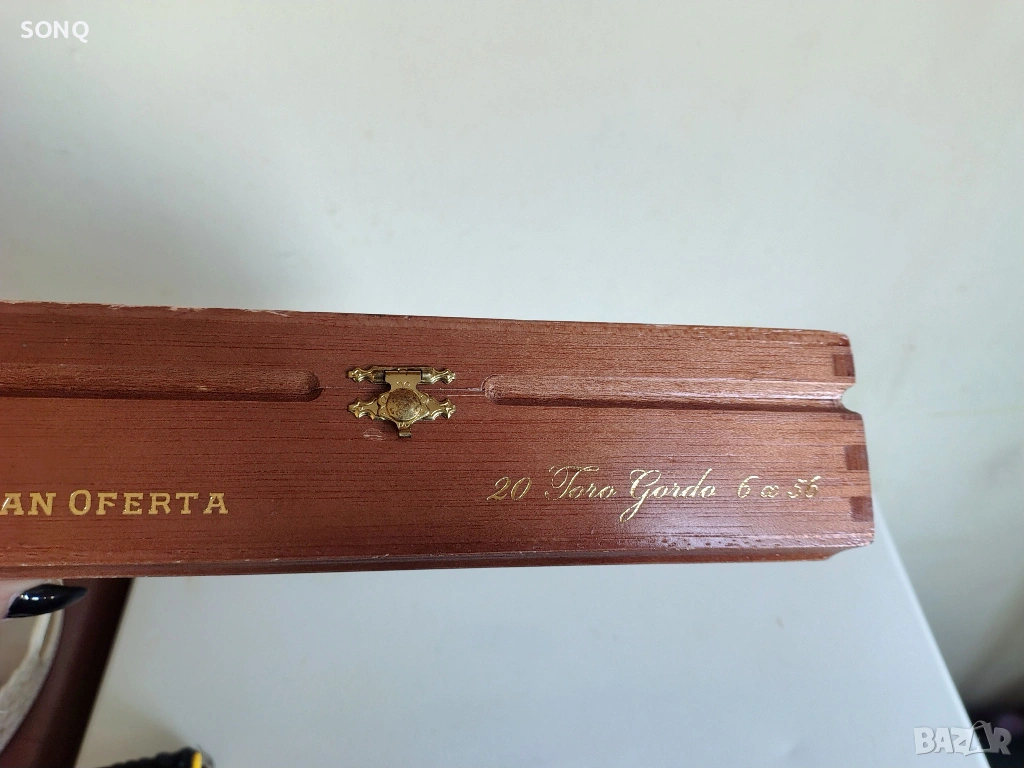 SONQ
AN OFERTA
20 Toro Gordo 6 x 56
BAZAR